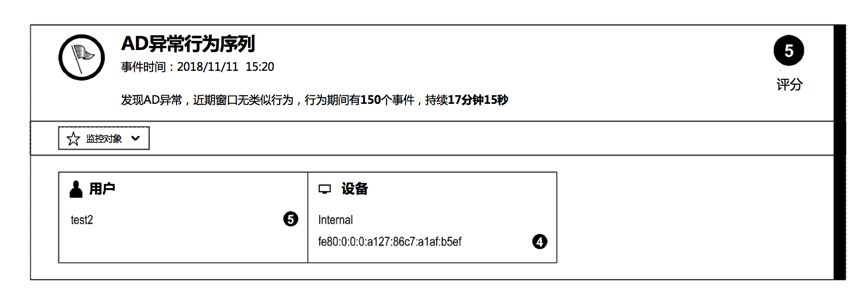 AD异常行为序列
事件时间：2018/11/11 15:20
5
评分
发现AD异常，近期窗口无类似行为，行为期间有150个事件，持续17分钟15秒
监控对象
用户
test2
5
设备
Internal
fe80:0:0:0:a127:86c7:a1af:b5ef
4